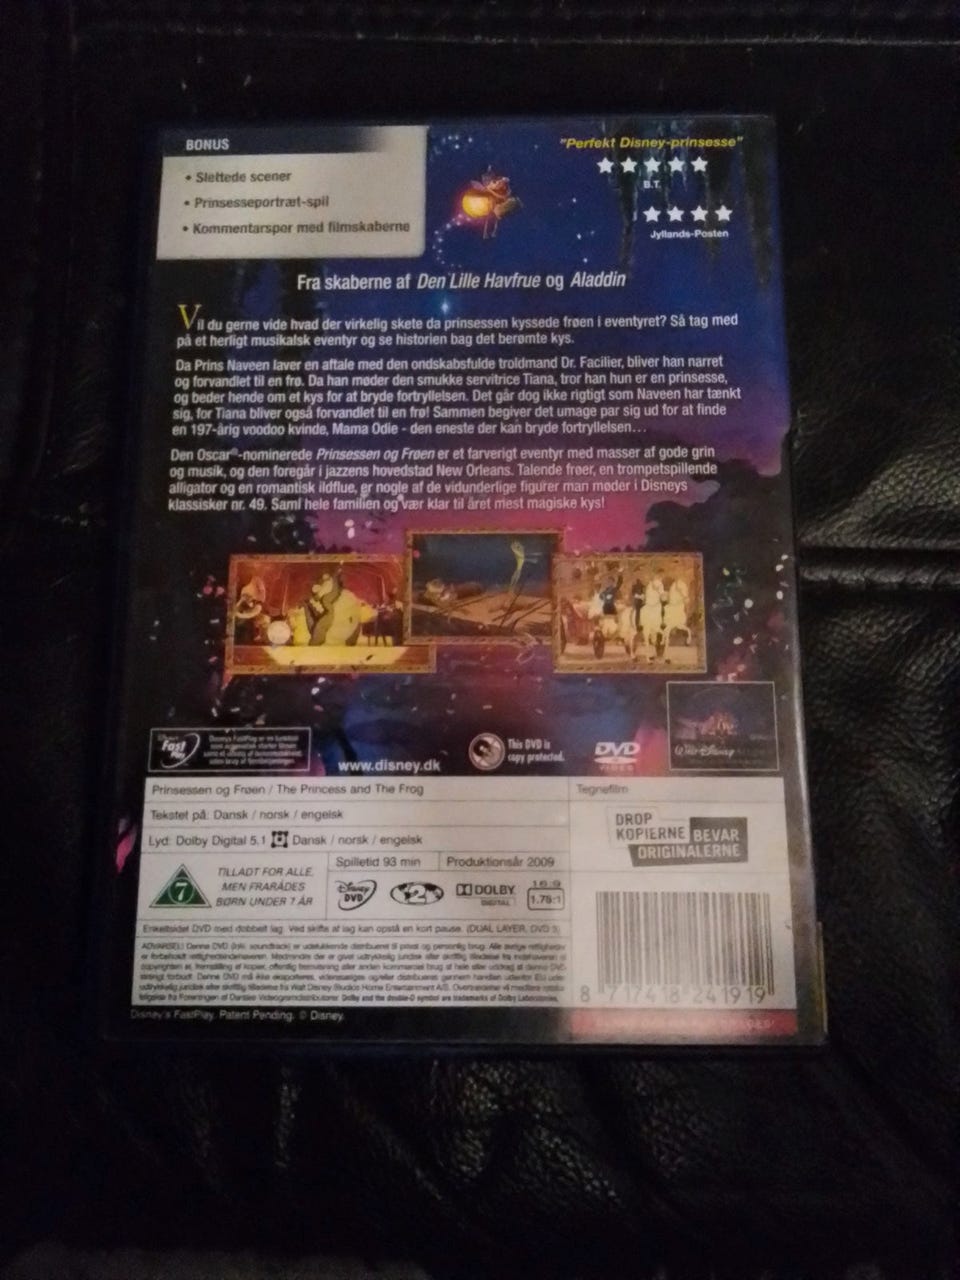 BONUS
• Slettede scener
• Prinsesseportræt-spil
• Kommentarspor med filmskaberne
"Perfekt Disney-prinsesse"
B.T.
Jyllands-Posten
Fra skaberne af Den Lille Havfrue og Aladdin
Vil du gerne vide hvad der virkelig skete da prinsessen kyssede frøen i eventyret? Så tag med
på et herligt musikalsk eventyr og se historien bag det berømte kys.
Da Prins Naveen laver en aftale med den ondskabsfulde troldmand Dr. Facilier, bliver han narret
og forvandlet til en frø. Da han møder den smukke servitrice Tiana, tror han hun er en prinsesse,
og beder hende om et kys for at bryde fortryllelsen. Det går dog ikke rigtigt som Naveen har tænkt
sig, for Tiana bliver også forvandlet til en frø! Sammen begiver det umage par sig ud for at finde
en 197-årig voodoo kvinde, Mama Odie - den eneste der kan bryde fortryllelsen...
Den Oscar®-nominerede Prinsessen og Frøen er et farverigt eventyr med masser af gode grin
og musik, og den foregår i jazzens hovedstad New Orleans. Talende frøer, en trompetspillende
alligator og en romantisk ildflue, er nogle af de vidunderlige figurer man møder i Disneys
klassisker nr. 49. Saml hele familien og vær klar til året mest magiske kys!
Fast Play
www.disney.dk
This DVD is
copy protected.
DVD
VIDEO
Walt Disney
Prinsessen og Frøen / The Princess and The Frog
Tegnefilm
Tekstet på: Dansk / norsk / engelsk
Lyd: Dolby Digital 5.1 Dansk / norsk / engelsk
DROP
KOPIERNE BEVAR
ORIGINALERNE
7
TILLADT FOR ALLE,
MEN FRARÅDES
BØRN UNDER 7 ÅR
Spilletid 93 min
Produktionsår 2009
Disney
DVD
2
DOLBY
DIGITAL
16:9
1.78:1
Enkeltsidet DVD med dobbelt lag. Ved skifte af lag kan opstå en kort pause. (DUAL LAYER, DVD 9)
8 717418 241919
Disney's FastPlay. Patent Pending. © Disney.